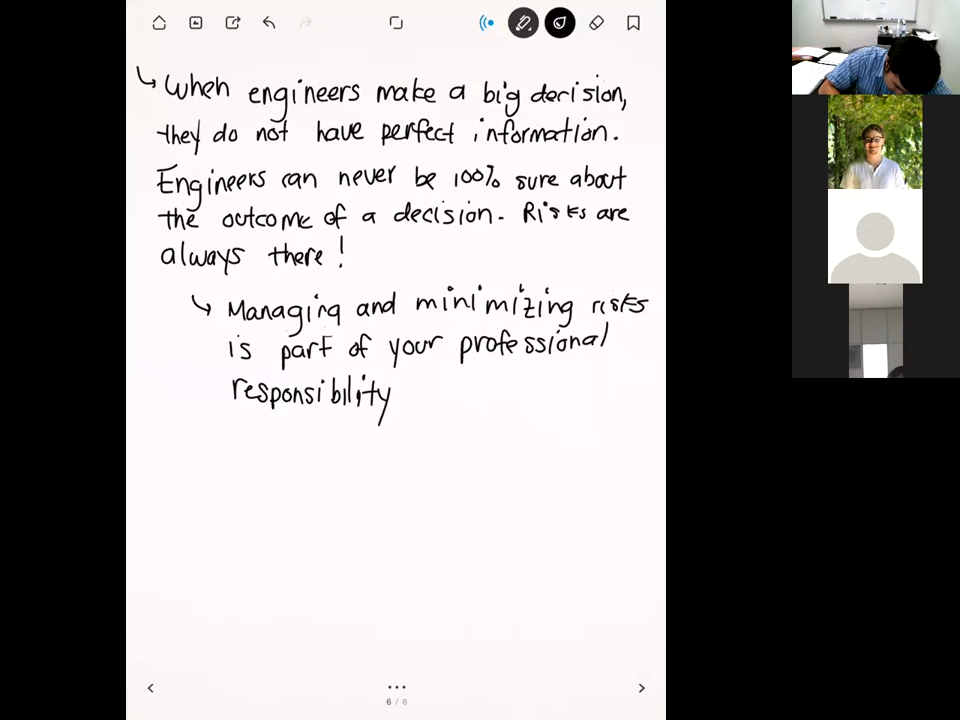 ↳ When engineers make a big decision,
they do not have perfect information.
Engineers can never be 100% sure about
the outcome of a decision. Risks are
always there!
↳ Managing and minimizing risks
is part of your professional
responsibility
6 / 6